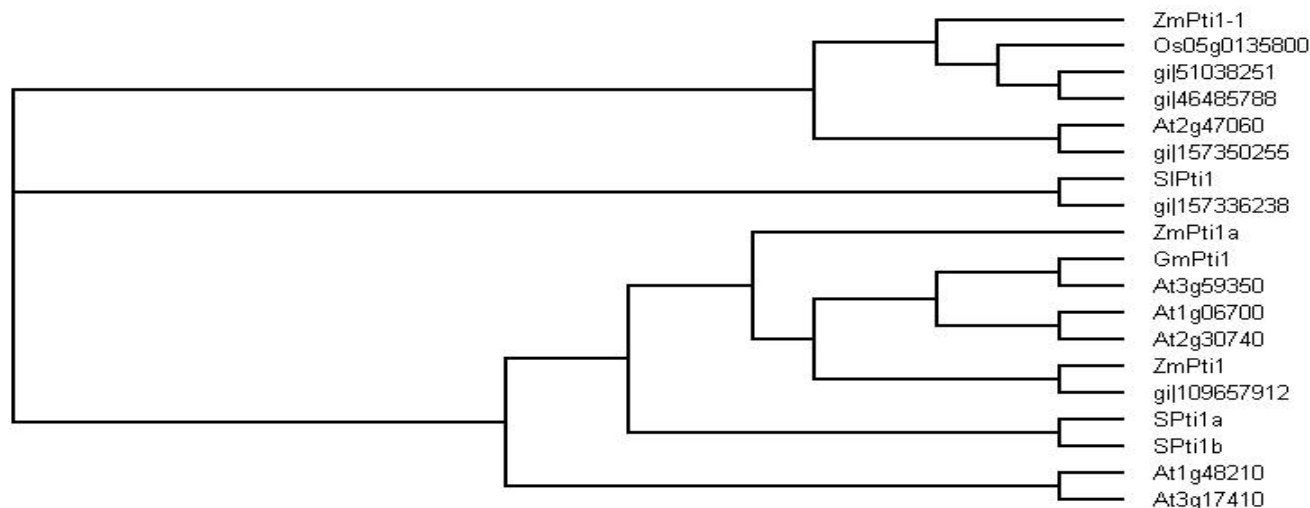 ZmPti1-1
Os05g0135800
gi|51038251
gi|46485788
At2g47060
gi|157350255
SlPti1
gi|157336238
ZmPti1a
GmPti1
At3g59350
At1g06700
At2g30740
ZmPti1
gi|109657912
SPti1a
SPti1b
At1g48210
At3g17410